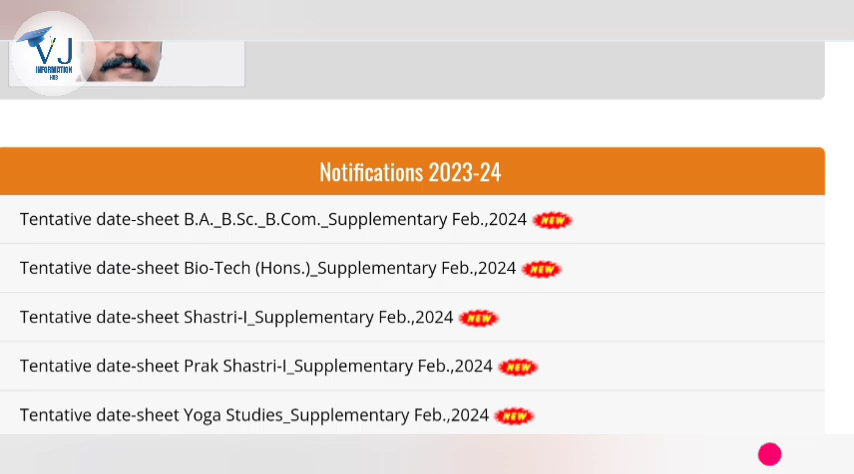 VJ
INFORMATION
HUB
Notifications 2023-24
Tentative date-sheet B.A._B.Sc._B.Com._Supplementary Feb.,2024 NEW
Tentative date-sheet Bio-Tech (Hons.)_Supplementary Feb.,2024 NEW
Tentative date-sheet Shastri-I_Supplementary Feb.,2024 NEW
Tentative date-sheet Prak Shastri-I_Supplementary Feb.,2024 NEW
Tentative date-sheet Yoga Studies_Supplementary Feb.,2024 NEW